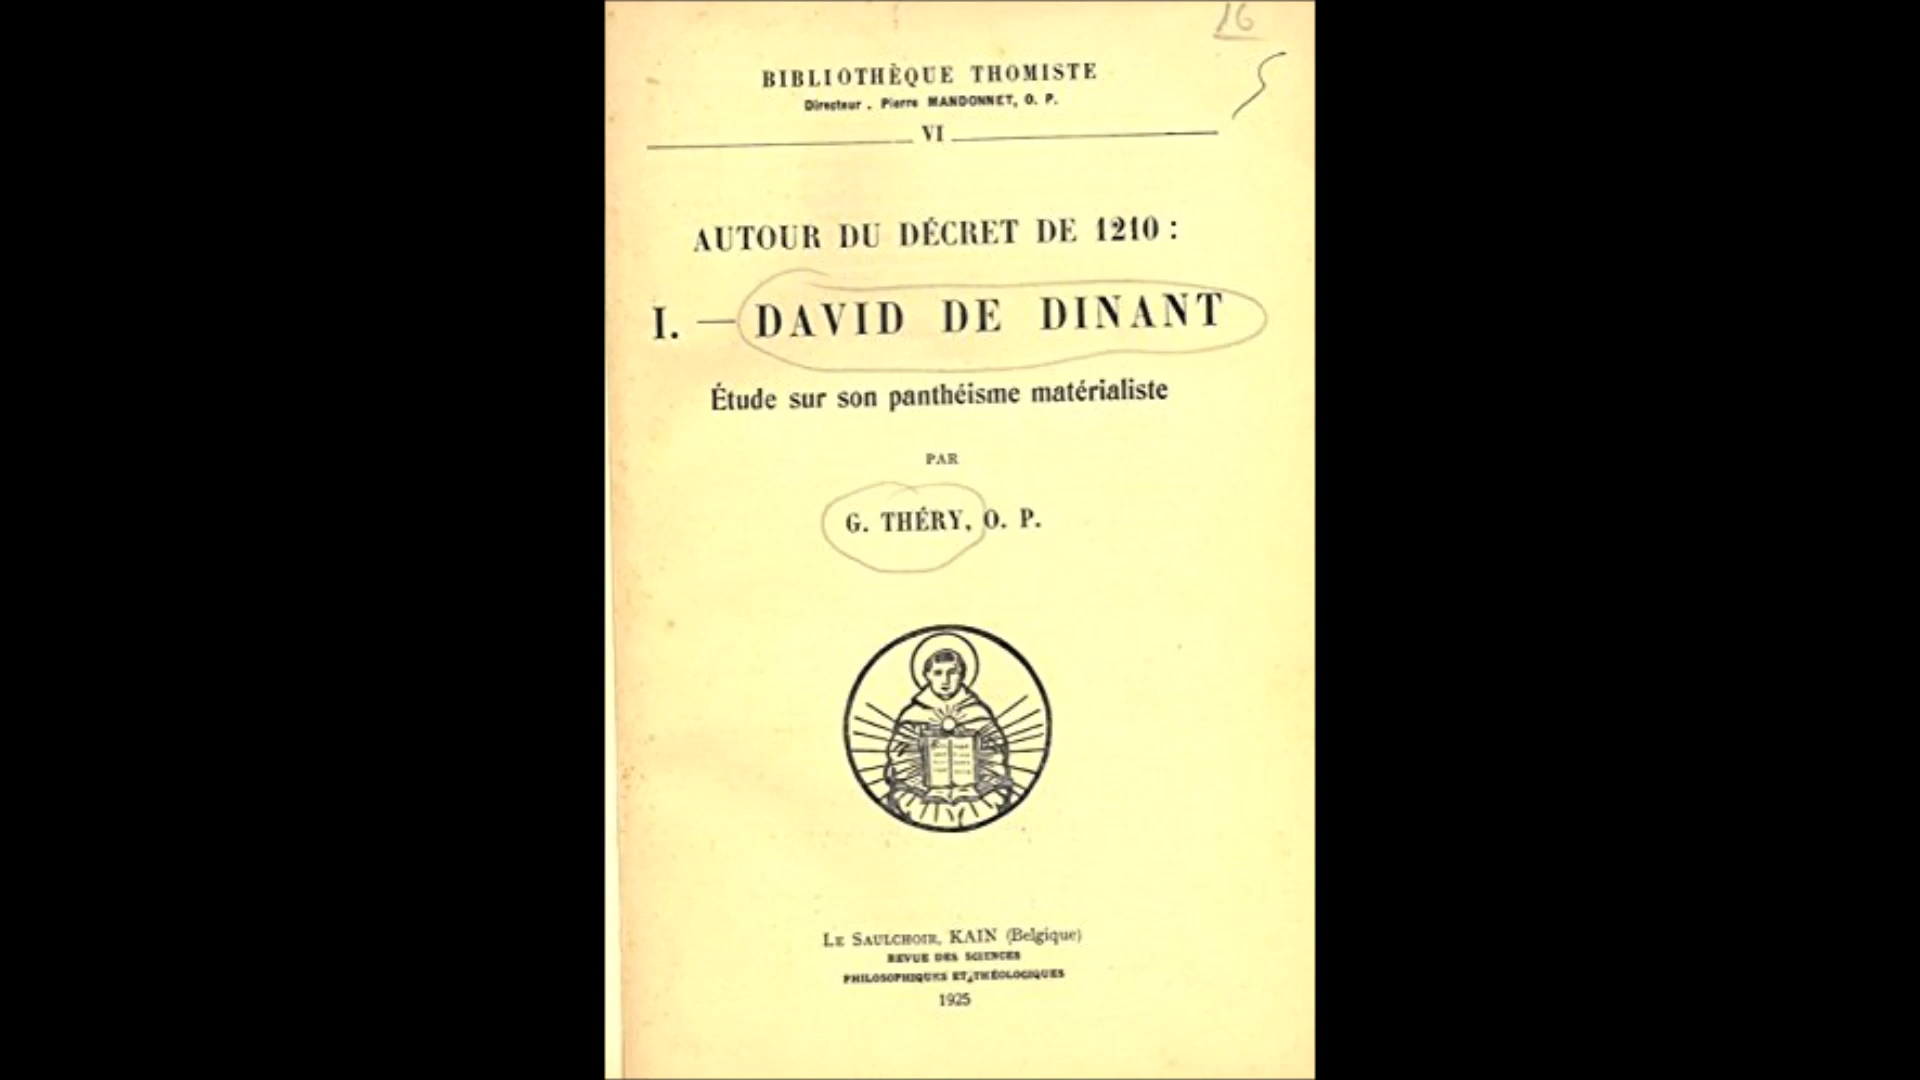 16
BIBLIOTHÈQUE THOMISTE
Directeur . Pierre MANDONNET, O. P.
VI
AUTOUR DU DÉCRET DE 1210 :
I. — DAVID DE DINANT
Étude sur son panthéisme matérialiste
PAR
G. THÉRY, O. P.
LE SAULCHOIR, KAIN (Belgique)
REVUE DES SCIENCES
PHILOSOPHIQUES ET THÉOLOGIQUES
1925